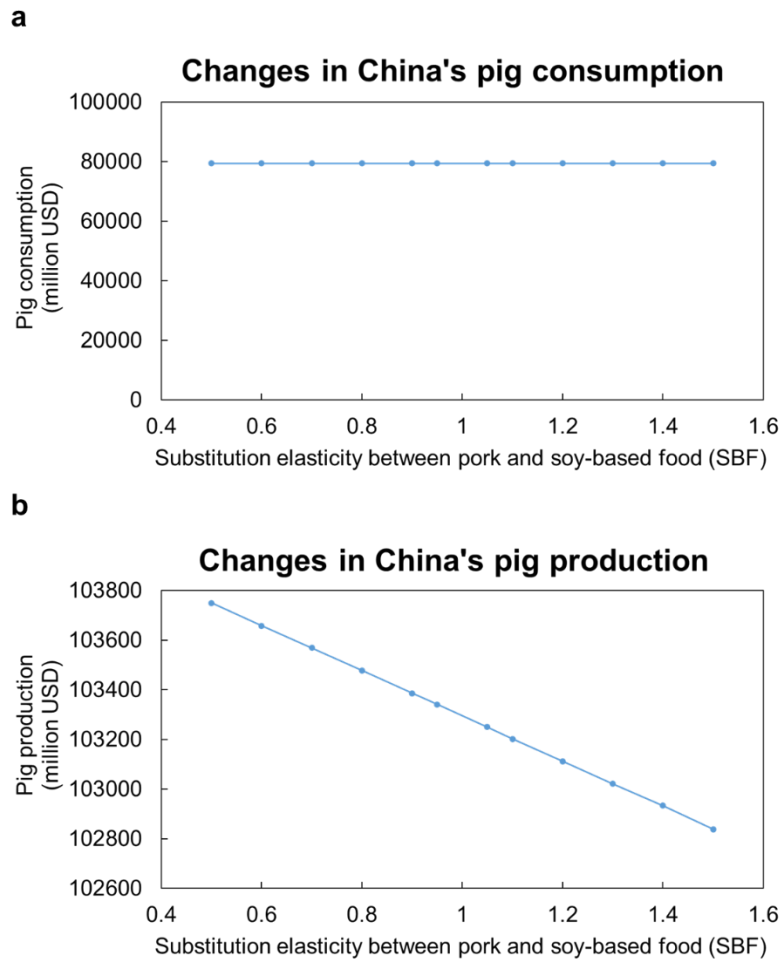 a
Changes in China's pig consumption
100000
80000
60000
40000
20000
0
Pig consumption
(million USD)
0.4 0.6 0.8 1 1.2 1.4 1.6
Substitution elasticity between pork and soy-based food (SBF)
b
Changes in China's pig production
103800
103600
103400
103200
103000
102800
102600
Pig production
(million USD)
0.4 0.6 0.8 1 1.2 1.4 1.6
Substitution elasticity between pork and soy-based food (SBF)